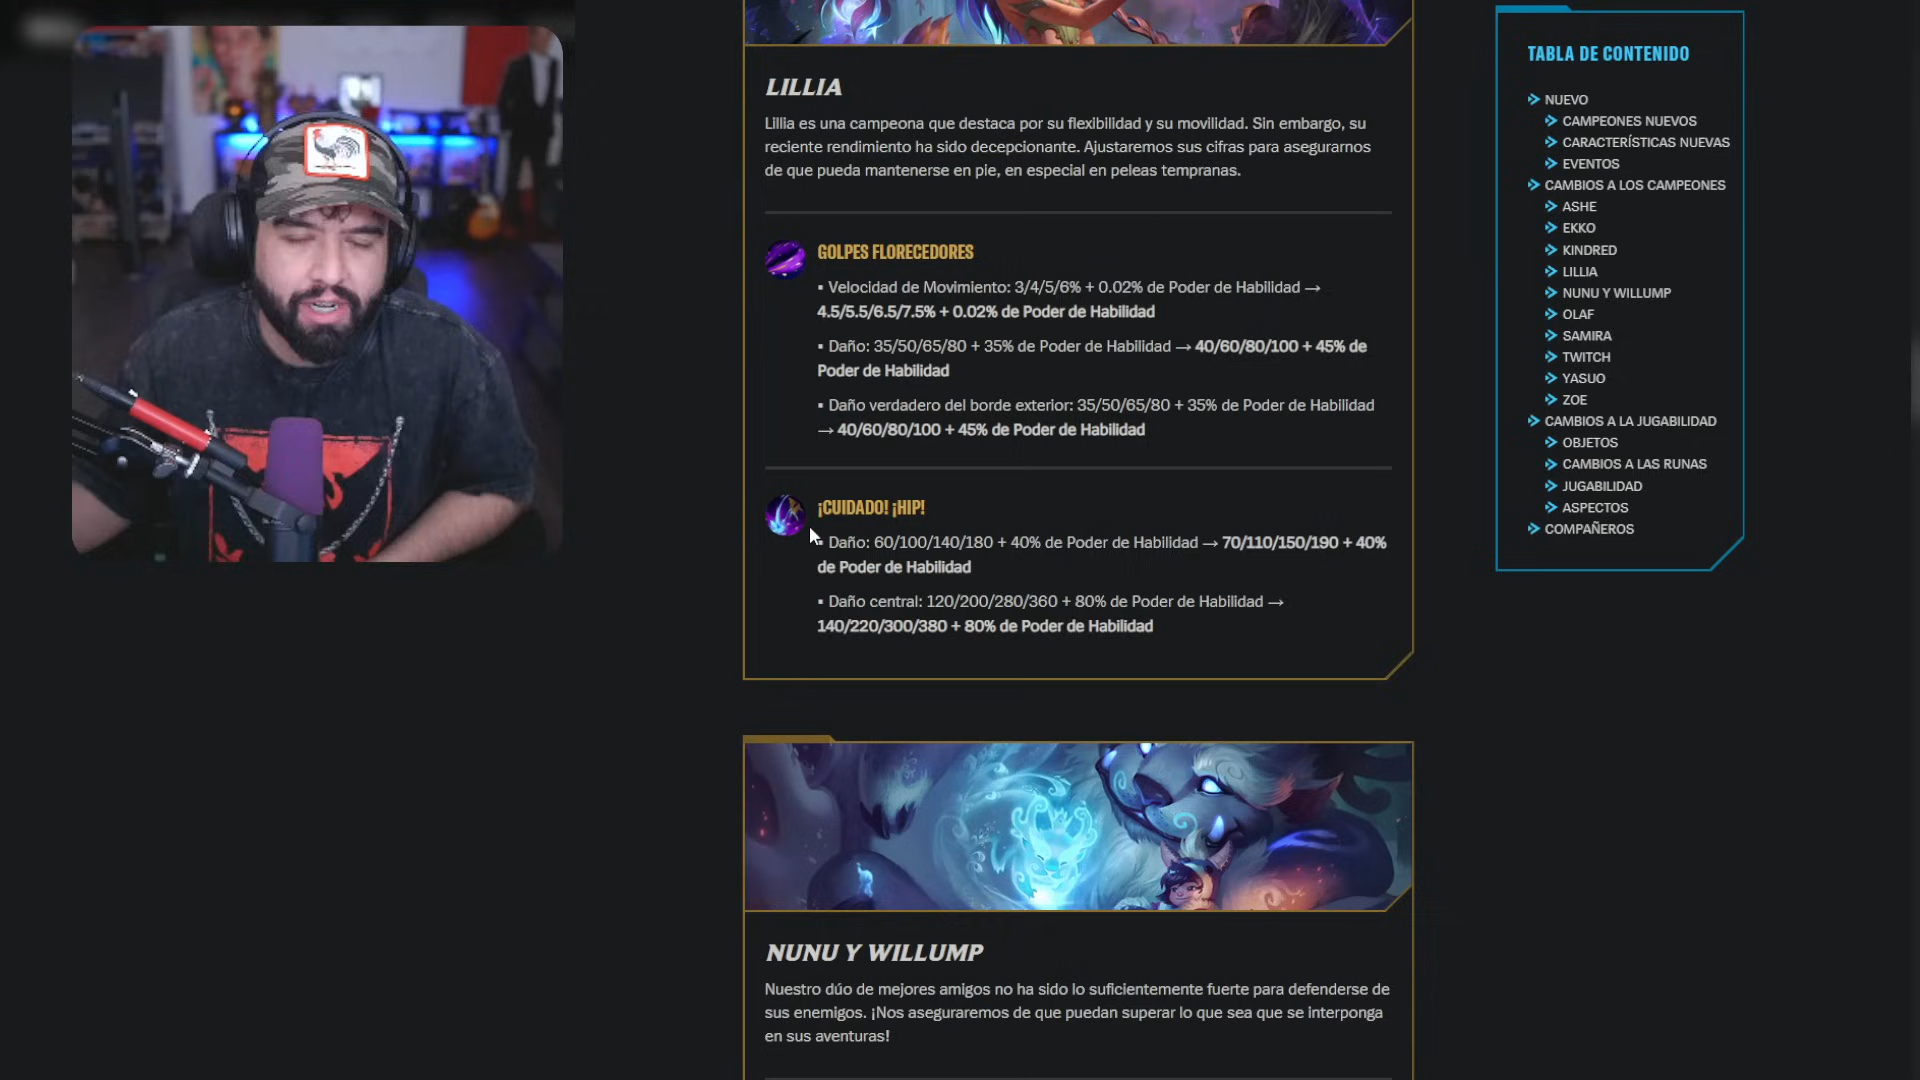 LILLIA
Lillia es una campeona que destaca por su flexibilidad y su movilidad. Sin embargo, su
reciente rendimiento ha sido decepcionante. Ajustaremos sus cifras para asegurarnos
de que pueda mantenerse en pie, en especial en peleas tempranas.
GOLPES FLORECEDORES
▪ Velocidad de Movimiento: 3/4/5/6% + 0.02% de Poder de Habilidad →
4.5/5.5/6.5/7.5% + 0.02% de Poder de Habilidad
▪ Daño: 35/50/65/80 + 35% de Poder de Habilidad → 40/60/80/100 + 45% de
Poder de Habilidad
▪ Daño verdadero del borde exterior: 35/50/65/80 + 35% de Poder de Habilidad
→ 40/60/80/100 + 45% de Poder de Habilidad
¡CUIDADO! ¡HIP!
▪ Daño: 60/100/140/180 + 40% de Poder de Habilidad → 70/110/150/190 + 40%
de Poder de Habilidad
▪ Daño central: 120/200/280/360 + 80% de Poder de Habilidad →
140/220/300/380 + 80% de Poder de Habilidad
NUNU Y WILLUMP
Nuestro dúo de mejores amigos no ha sido lo suficientemente fuerte para defenderse de
sus enemigos. ¡Nos aseguraremos de que puedan superar lo que sea que se interponga
en sus aventuras!
TABLA DE CONTENIDO
NUEVO
CAMPEONES NUEVOS
CARACTERÍSTICAS NUEVAS
EVENTOS
CAMBIOS A LOS CAMPEONES
ASHE
EKKO
KINDRED
LILLIA
NUNU Y WILLUMP
OLAF
SAMIRA
TWITCH
YASUO
ZOE
CAMBIOS A LA JUGABILIDAD
OBJETOS
CAMBIOS A LAS RUNAS
JUGABILIDAD
ASPECTOS
COMPAÑEROS